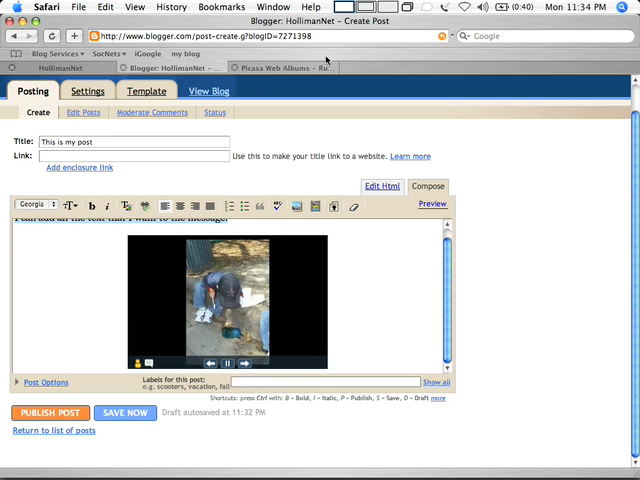 Safari File Edit View History Bookmarks Window Help (0:40) Mon 11:34 PM
Blogger: HollimanNet – Create Post
http://www.blogger.com/post-create.g?blogID=7271398 Google
Blog Services SocNets iGoogle my blog
HollimanNet Blogger: HollimanNet – ... Picasa Web Albums – Ru...
Posting Settings Template View Blog
Create Edit Posts Moderate Comments Status
Title: This is my post
Link: Use this to make your title link to a website. Learn more
Add enclosure link
Edit Html Compose
Georgia T b i Preview
I can add all the text that I want to the message.
Post Options Labels for this post: Show all
e.g. scooters, vacation, fall
Shortcuts: press Ctrl with: B = Bold, I = Italic, P = Publish, S = Save, D = Draft more
PUBLISH POST SAVE NOW Draft autosaved at 11:32 PM
Return to list of posts